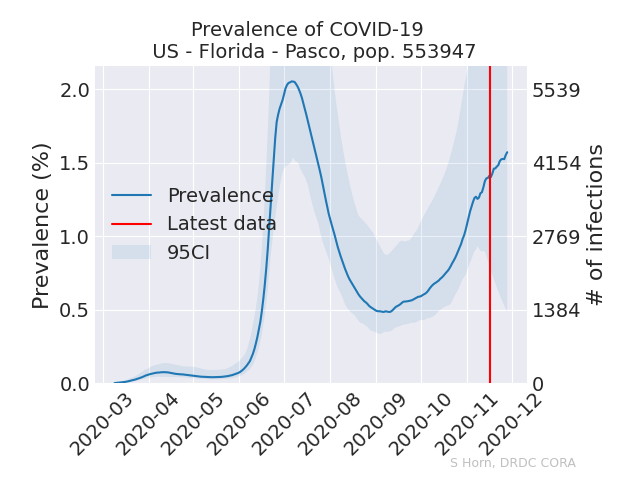 Prevalence of COVID-19
US - Florida - Pasco, pop. 553947
Prevalence (%)
2.0
1.5
1.0
0.5
0.0
5539
4154
2769
1384
0
# of infections
Prevalence
Latest data
95CI
2020-03
2020-04
2020-05
2020-06
2020-07
2020-08
2020-09
2020-10
2020-11
2020-12
S Horn, DRDC CORA